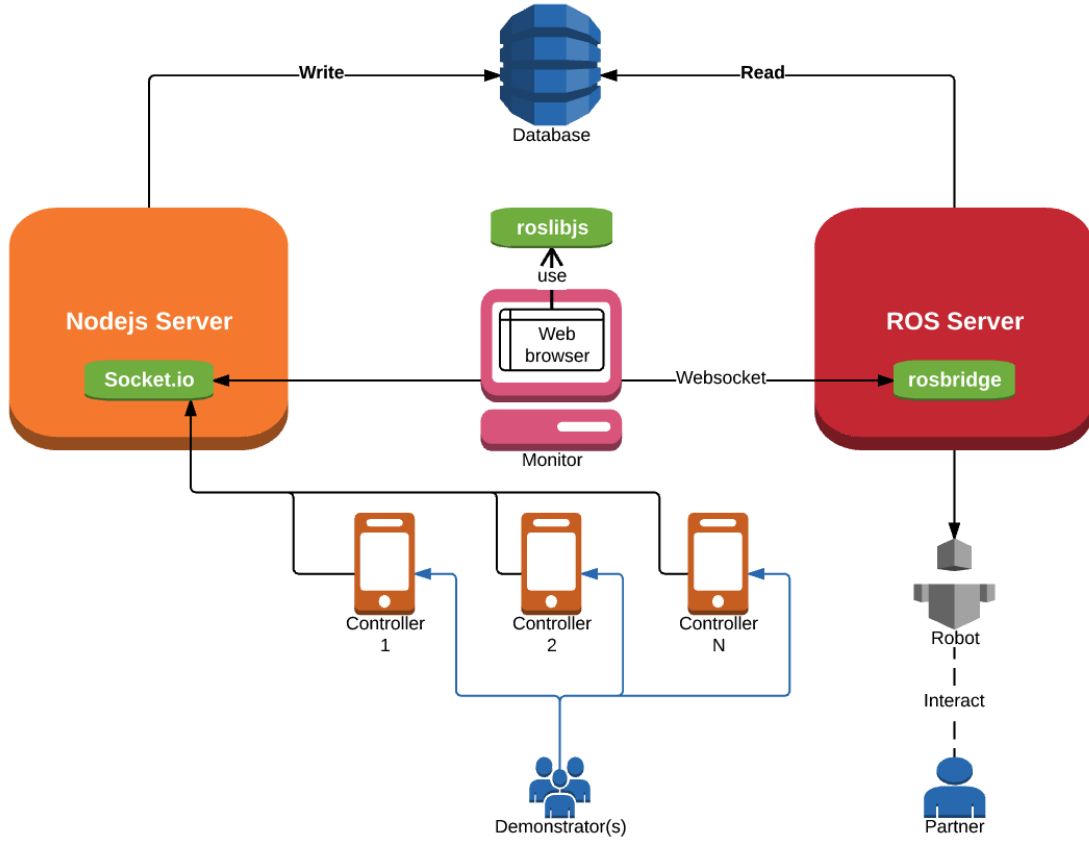 Write
Read
Database
roslibjs
use
Nodejs Server
Web
browser
ROS Server
Socket.io
Websocket
rosbridge
Monitor
Controller
1
Controller
2
Controller
N
Robot
Interact
Demonstrator(s)
Partner